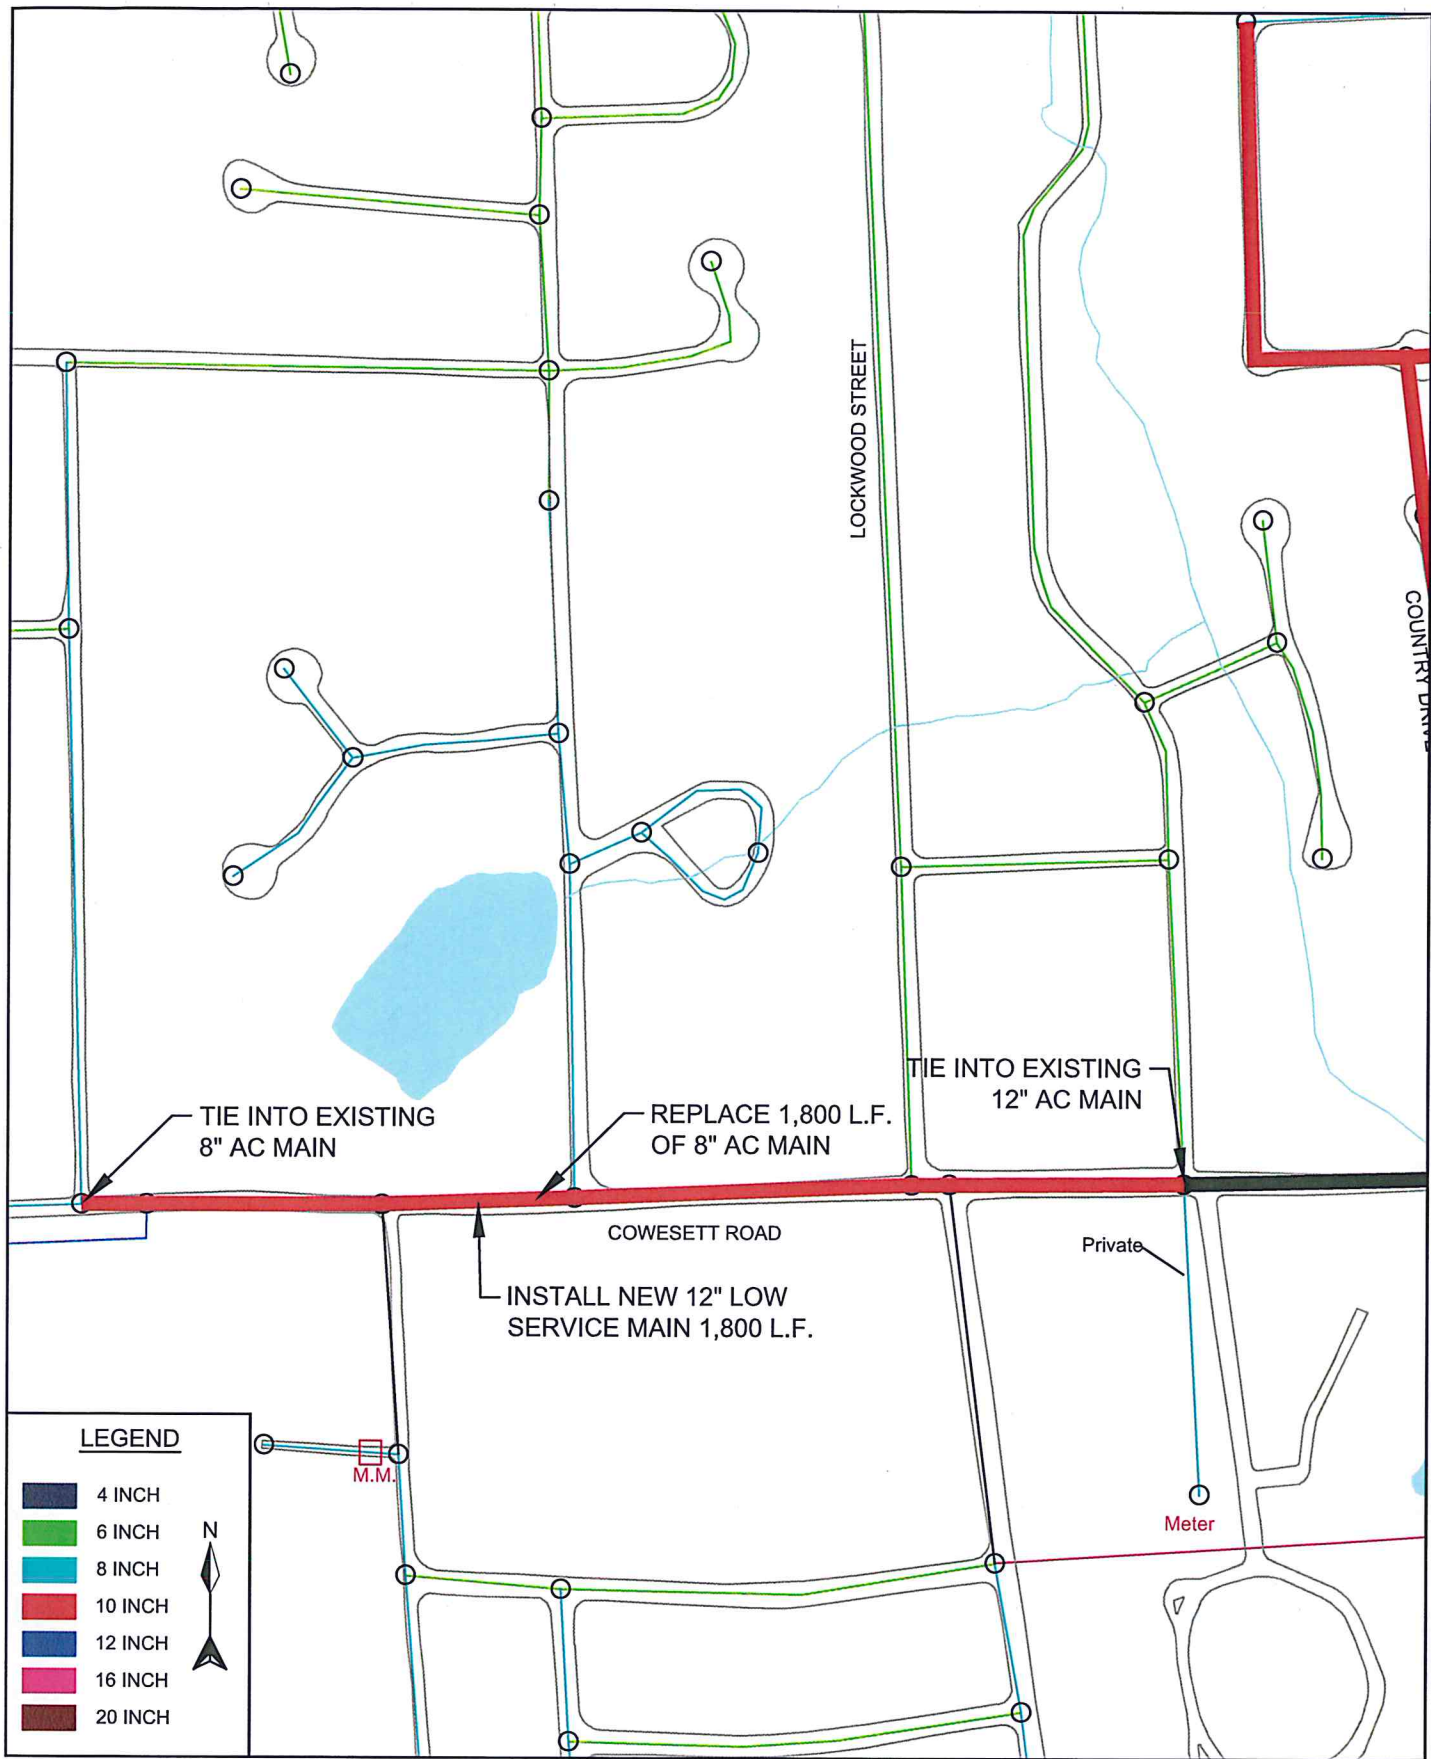 LOCKWOOD STREET
COUNTRY DRIVE
TIE INTO EXISTING
12" AC MAIN
TIE INTO EXISTING
8" AC MAIN
REPLACE 1,800 L.F.
OF 8" AC MAIN
COWESETT ROAD
Private
INSTALL NEW 12" LOW
SERVICE MAIN 1,800 L.F.
M.M.
Meter
LEGEND
4 INCH
6 INCH
8 INCH
10 INCH
12 INCH
16 INCH
20 INCH
N